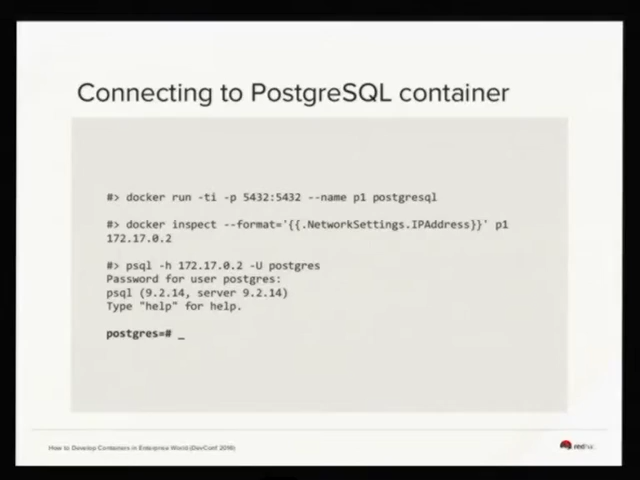 Connecting to PostgreSQL container
#> docker run -ti -p 5432:5432 --name p1 postgresql
#> docker inspect --format='{{.NetworkSettings.IPAddress}}' p1
172.17.0.2
#> psql -h 172.17.0.2 -U postgres
Password for user postgres:
psql (9.2.14, server 9.2.14)
Type "help" for help.
postgres=# _
How to Develop Containers in Enterprise World (DevConf 2016)
redhat